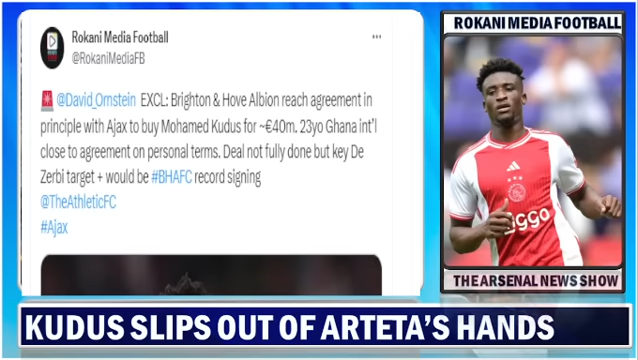 ROKANI MEDIA FOOTBALL
Rokani Media Football
@RokaniMediaFB
🚨 @David_Ornstein EXCL: Brighton & Hove Albion reach agreement in
principle with Ajax to buy Mohamed Kudus for ~€40m. 23yo Ghana int’l
close to agreement on personal terms. Deal not fully done but key De
Zerbi target + would be #BHAFC record signing
@TheAthleticFC
#Ajax
Ziggo
THE ARSENAL NEWS SHOW
KUDUS SLIPS OUT OF ARTETA’S HANDS